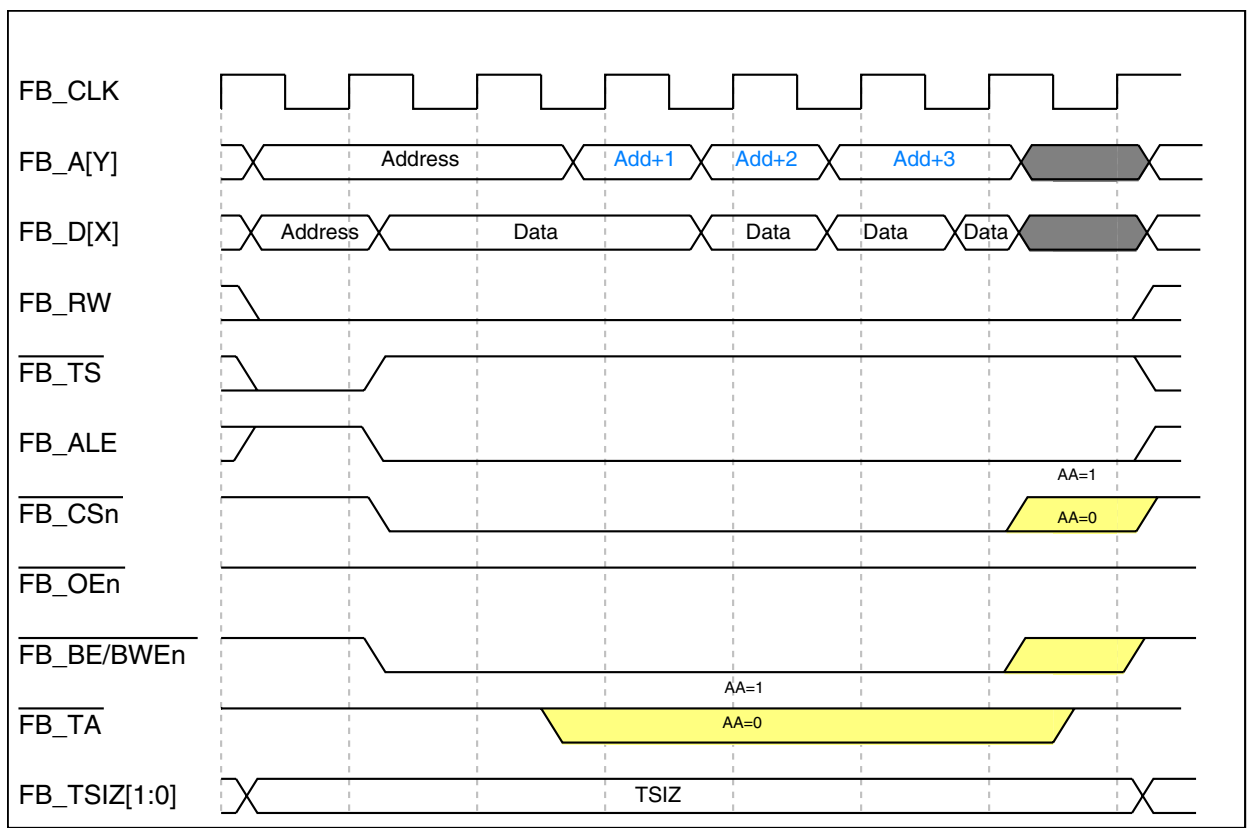 FB_CLK
FB_A[Y] Address Add+1 Add+2 Add+3
FB_D[X] Address Data Data Data Data
FB_RW
FB_TS
FB_ALE
AA=1
FB_CSn AA=0
FB_OEn
FB_BE/BWEn
AA=1
FB_TA AA=0
FB_TSIZ[1:0] TSIZ